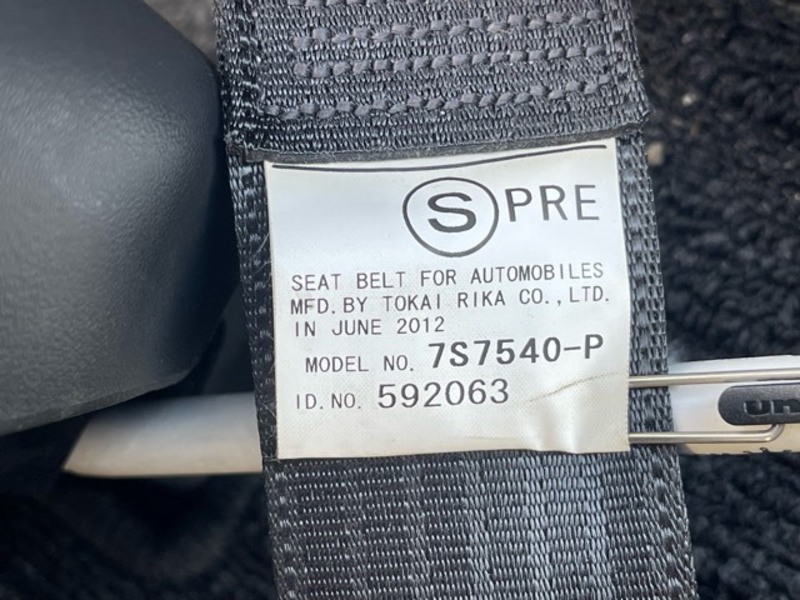 Ⓢ PRE
SEAT BELT FOR AUTOMOBILES
MFD. BY TOKAI RIKA CO., LTD.
IN JUNE 2012
MODEL NO. 7S7540-P
ID. NO. 592063